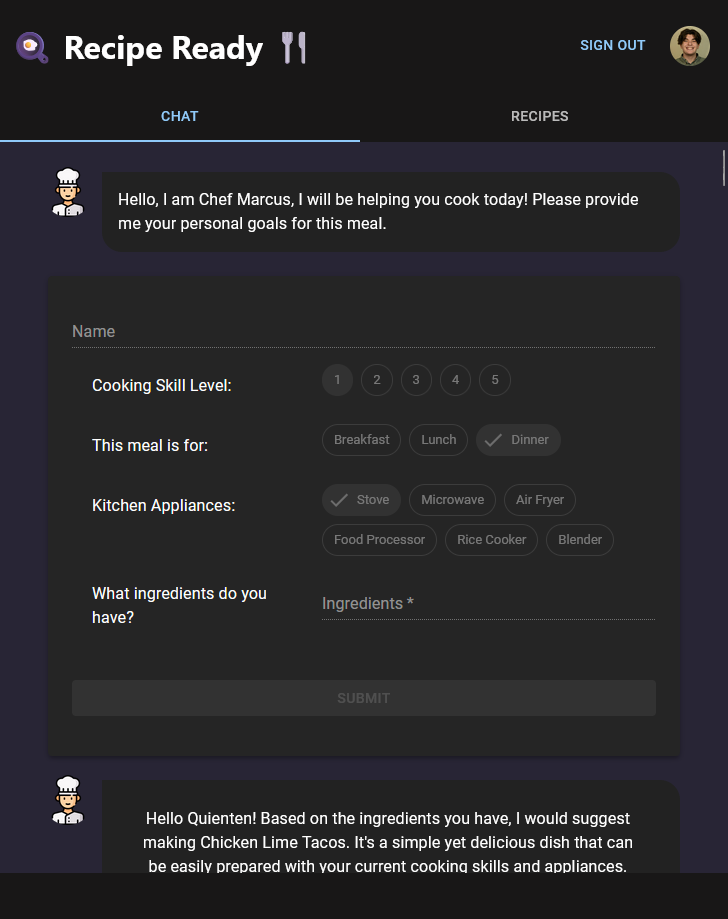 Recipe Ready
SIGN OUT
CHAT
RECIPES
Hello, I am Chef Marcus, I will be helping you cook today! Please provide
me your personal goals for this meal.
Name
Cooking Skill Level:
1 2 3 4 5
This meal is for:
Breakfast Lunch Dinner
Kitchen Appliances:
Stove Microwave Air Fryer
Food Processor Rice Cooker Blender
What ingredients do you
have?
Ingredients *
SUBMIT
Hello Quienten! Based on the ingredients you have, I would suggest
making Chicken Lime Tacos. It's a simple yet delicious dish that can
be easily prepared with your current cooking skills and appliances.